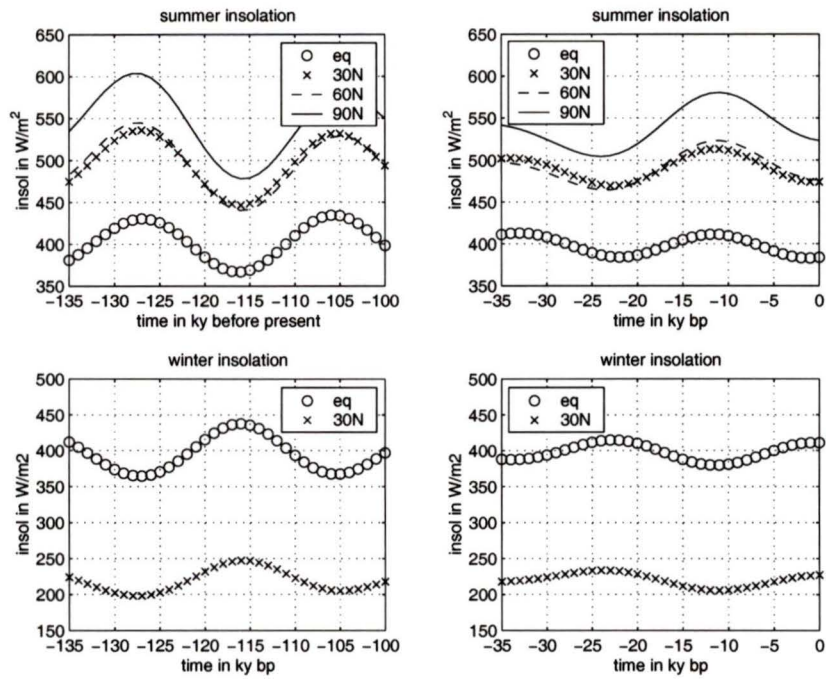 summer insolation
650
600
550
500
450
400
350
insol in W/m²
eq
30N
60N
90N
−135 −130 −125 −120 −115 −110 −105 −100
time in ky before present
summer insolation
650
600
550
500
450
400
350
insol in W/m²
eq
30N
60N
90N
−35 −30 −25 −20 −15 −10 −5 0
time in ky bp
winter insolation
500
450
400
350
300
250
200
150
insol in W/m2
eq
30N
−135 −130 −125 −120 −115 −110 −105 −100
time in ky bp
winter insolation
500
450
400
350
300
250
200
150
insol in W/m2
eq
30N
−35 −30 −25 −20 −15 −10 −5 0
time in ky bp